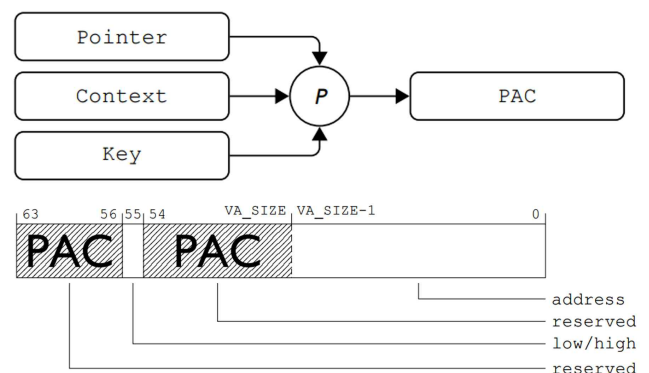 Pointer
Context
Key
P
PAC
63 56 55 54 VA_SIZE VA_SIZE-1 0
PAC PAC
address
reserved
low/high
reserved